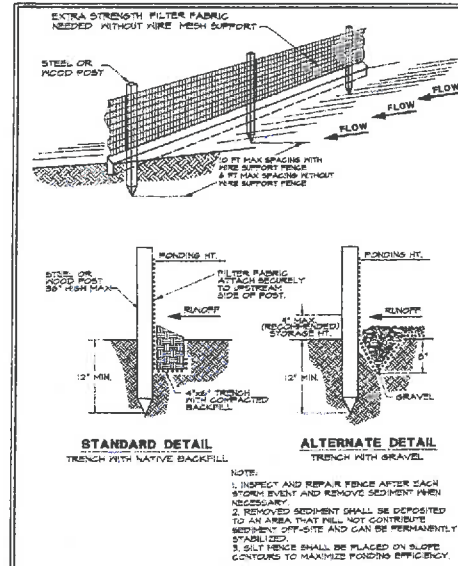 EXTRA STRENGTH FILTER FABRIC
NEEDED WITHOUT WIRE MESH SUPPORT
STEEL OR
WOOD POST
FLOW
FLOW
FLOW
10 FT MAX SPACING WITH
WIRE SUPPORT FENCE
6 FT MAX SPACING WITHOUT
WIRE SUPPORT FENCE
PONDING HT.
STEEL OR
WOOD POST
36" HIGH MAX.
FILTER FABRIC
ATTACH SECURELY
TO UPSTREAM
SIDE OF POST.
RUNOFF
12" MIN.
4"x6" TRENCH
WITH COMPACTED
BACKFILL
PONDING HT.
RUNOFF
9" MAX.
(RECOMMENDED)
STORAGE HT.
12" MIN.
GRAVEL
STANDARD DETAIL
TRENCH WITH NATIVE BACKFILL
ALTERNATE DETAIL
TRENCH WITH GRAVEL
NOTE:
1. INSPECT AND REPAIR FENCE AFTER EACH
STORM EVENT AND REMOVE SEDIMENT WHEN
NECESSARY.
2. REMOVED SEDIMENT SHALL BE DEPOSITED
TO AN AREA THAT WILL NOT CONTRIBUTE
SEDIMENT OFF-SITE AND CAN BE PERMANENTLY
STABILIZED.
3. SILT FENCE SHALL BE PLACED ON SLOPE
CONTOURS TO MAXIMIZE PONDING EFFICIENCY.